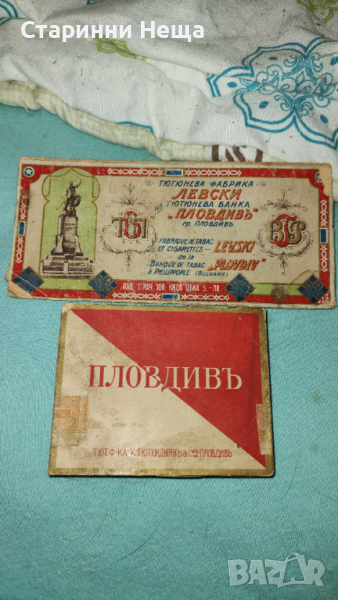 Старинни Неща
ТЮТЮНЕВА ФАБРИКА
ЛЕВСКИ
НА ТЮТЮНЕВА БАНКА
"ПЛОВДИВЪ"
гр. ПЛОВДИВЪ
FABRIQUE DE TABAC
ET CIGARETTES LEVSKI
de la
BANQUE DE TABAC "PLOVDIV"
À PHILIPPOPLE (BULGARIE)
ПЛОВДИВЪ
bazar.bg